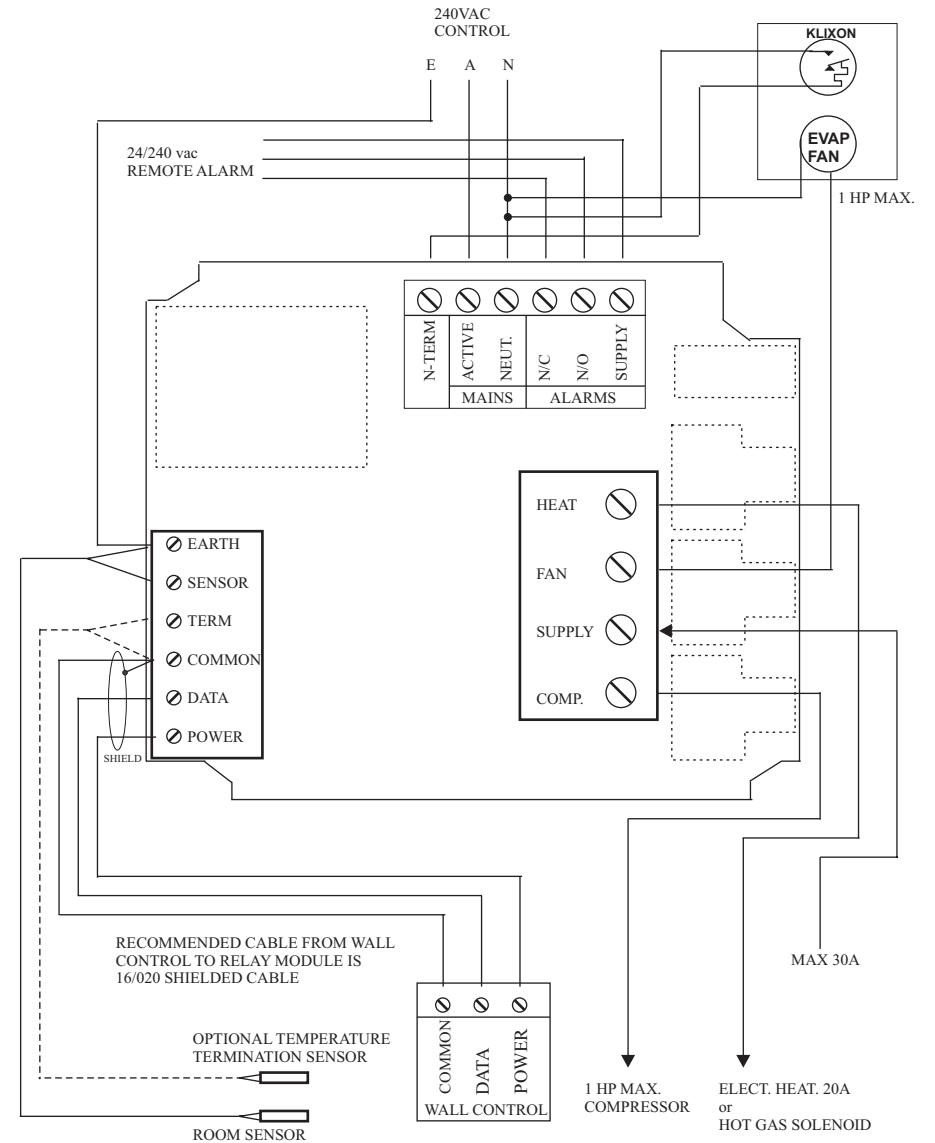 240VAC
CONTROL
E A N
KLIXON
EVAP
FAN
1 HP MAX.
24/240 vac
REMOTE ALARM
N-TERM
ACTIVE
NEUT.
N/C
N/O
SUPPLY
MAINS
ALARMS
HEAT
FAN
SUPPLY
COMP.
EARTH
SENSOR
TERM
COMMON
DATA
POWER
SHIELD
RECOMMENDED CABLE FROM WALL
CONTROL TO RELAY MODULE IS
16/020 SHIELDED CABLE
MAX 30A
OPTIONAL TEMPERATURE
TERMINATION SENSOR
ROOM SENSOR
COMMON
DATA
POWER
WALL CONTROL
1 HP MAX.
COMPRESSOR
ELECT. HEAT. 20A
or
HOT GAS SOLENOID